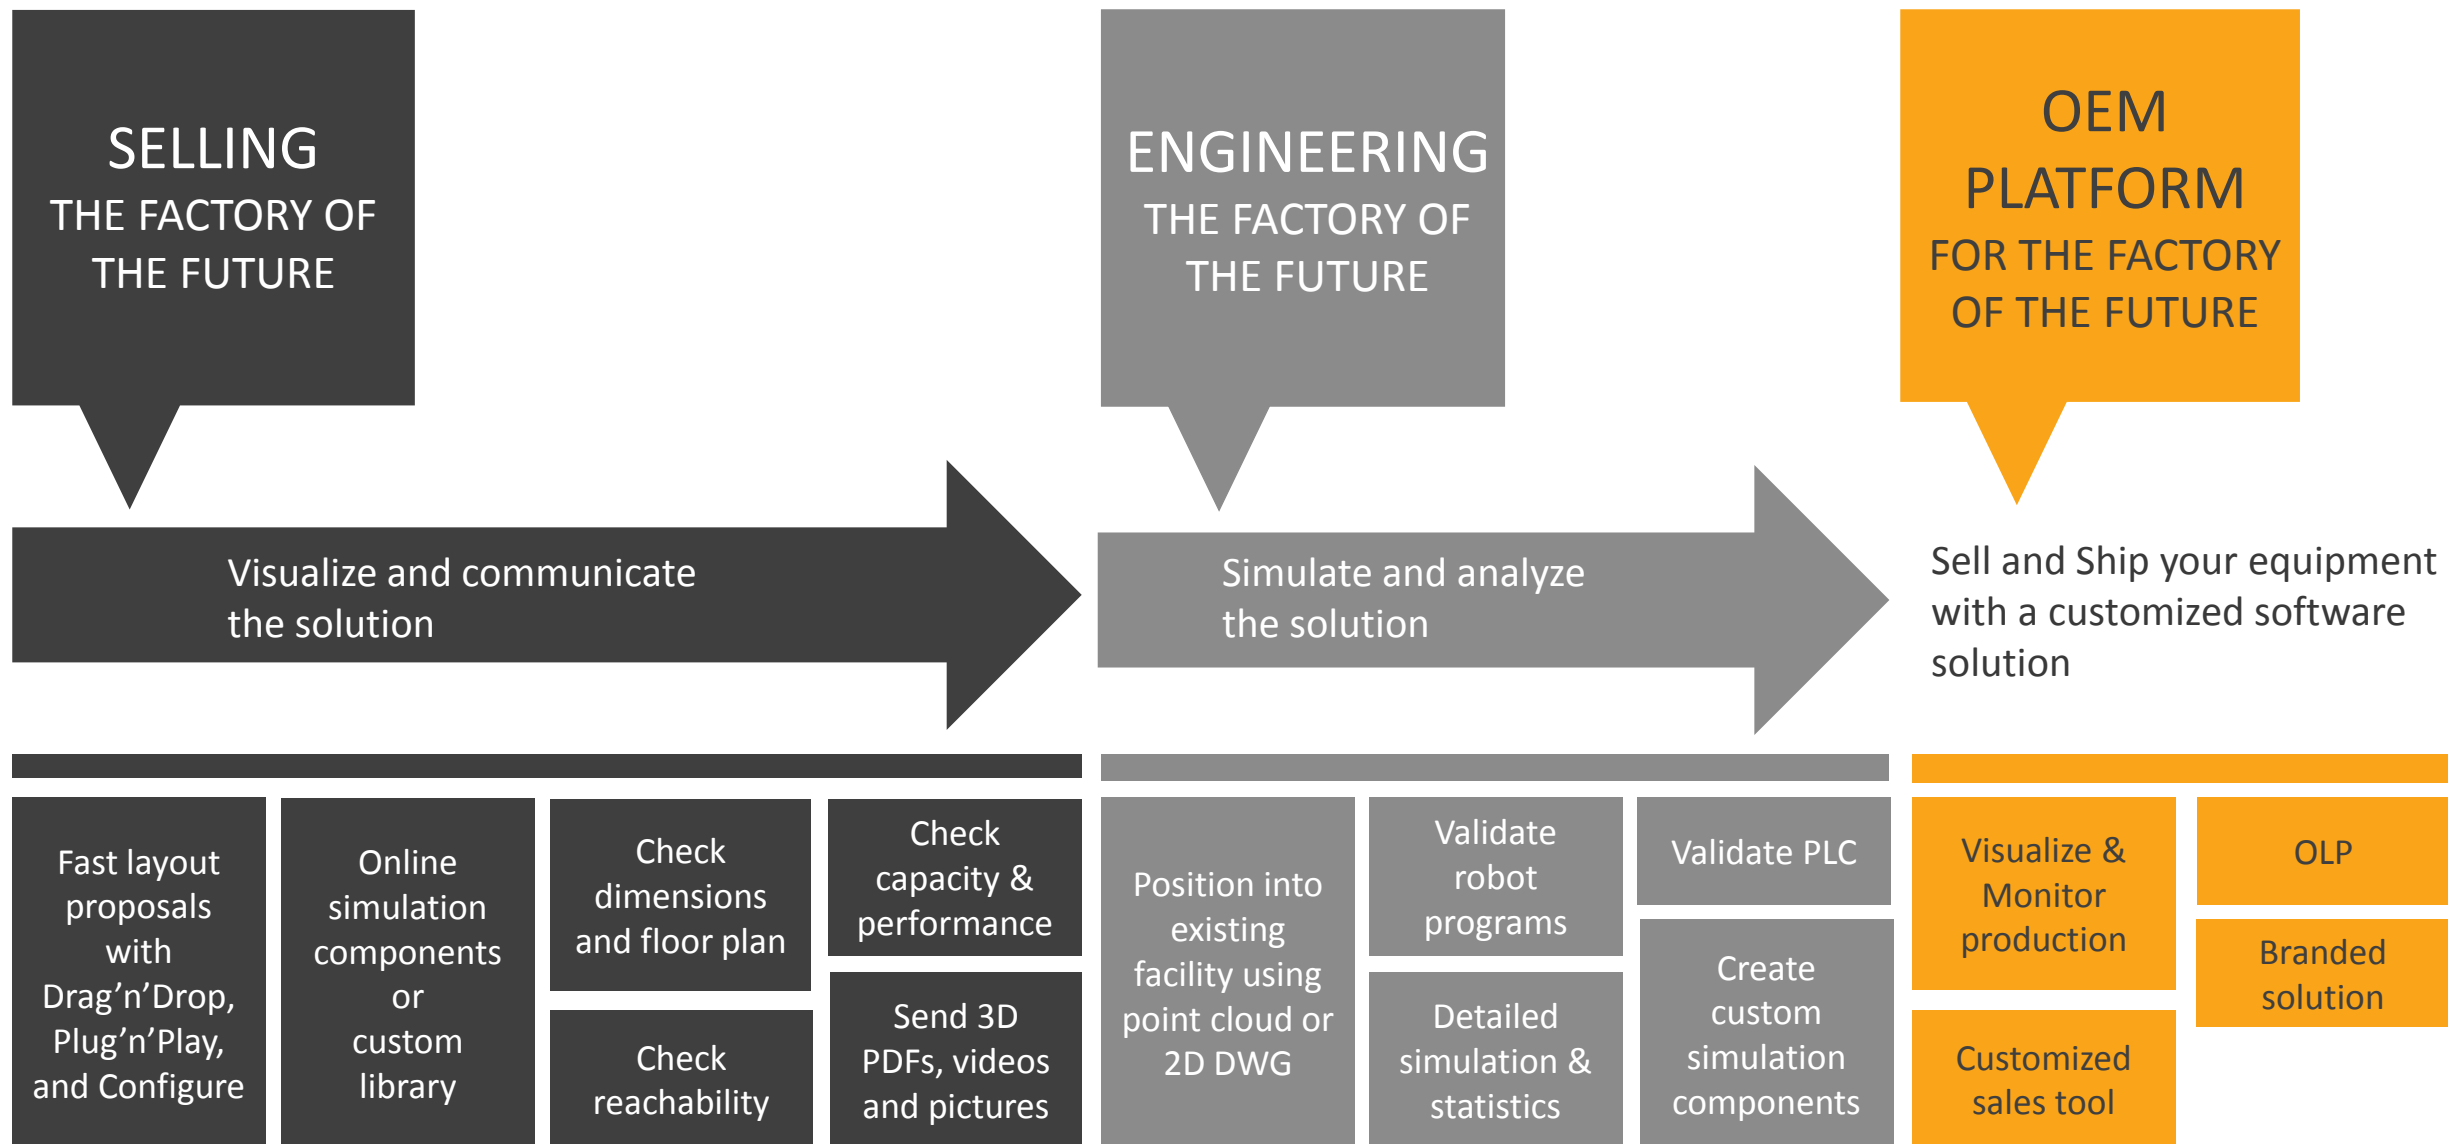 SELLING
THE FACTORY OF
THE FUTURE
ENGINEERING
THE FACTORY OF
THE FUTURE
OEM
PLATFORM
FOR THE FACTORY
OF THE FUTURE
Visualize and communicate
the solution
Simulate and analyze
the solution
Sell and Ship your equipment
with a customized software
solution
Fast layout
proposals
with
Drag’n’Drop,
Plug’n’Play,
and Configure
Online
simulation
components
or
custom
library
Check
dimensions
and floor plan
Check
reachability
Check
capacity &
performance
Send 3D
PDFs, videos
and pictures
Position into
existing
facility using
point cloud or
2D DWG
Validate
robot
programs
Detailed
simulation &
statistics
Validate PLC
Create
custom
simulation
components
Visualize &
Monitor
production
Customized
sales tool
OLP
Branded
solution